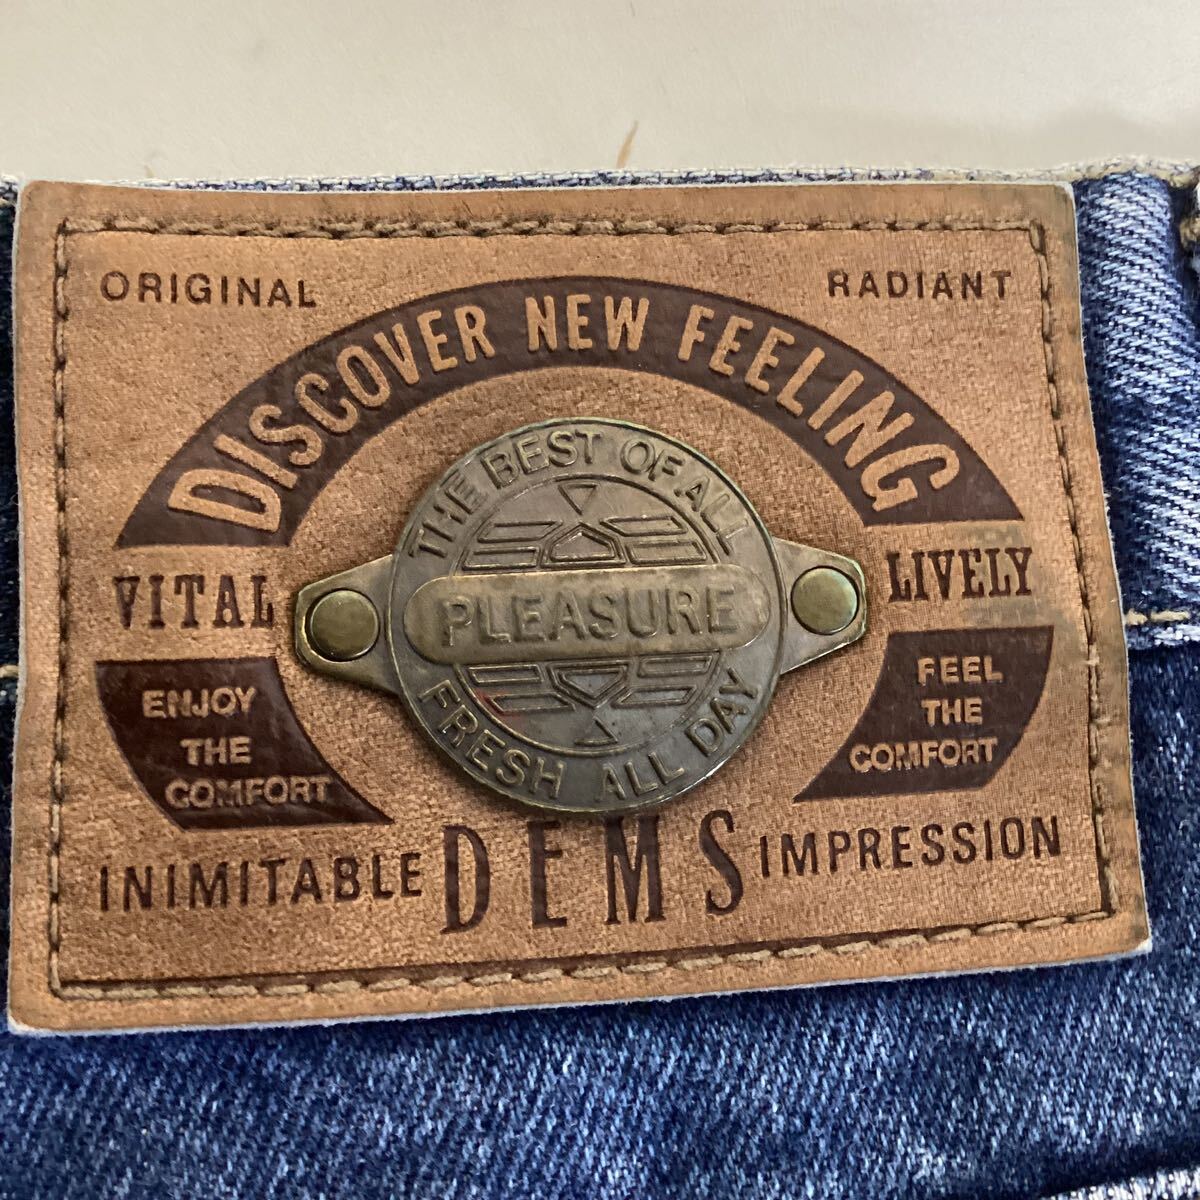 ORIGINAL
RADIANT
DISCOVER NEW FEELING
THE BEST OF ALL
VITAL
PLEASURE
LIVELY
FRESH ALL DAY
ENJOY
THE
COMFORT
FEEL
THE
COMFORT
INIMITABLE DEMS IMPRESSION